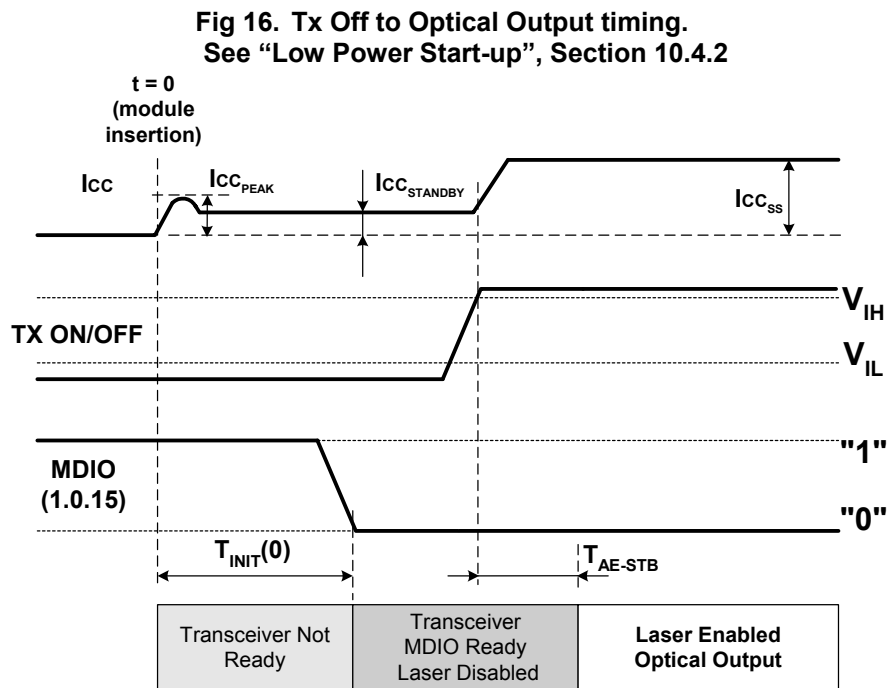 Fig 16. Tx Off to Optical Output timing.
See “Low Power Start-up”, Section 10.4.2
t = 0
(module
insertion)
ICC
ICCPEAK
ICCSTANDBY
ICCSS
TX ON/OFF
VIH
VIL
MDIO
(1.0.15)
"1"
"0"
TINIT(0)
TAE-STB
Transceiver Not
Ready
Transceiver
MDIO Ready
Laser Disabled
Laser Enabled
Optical Output